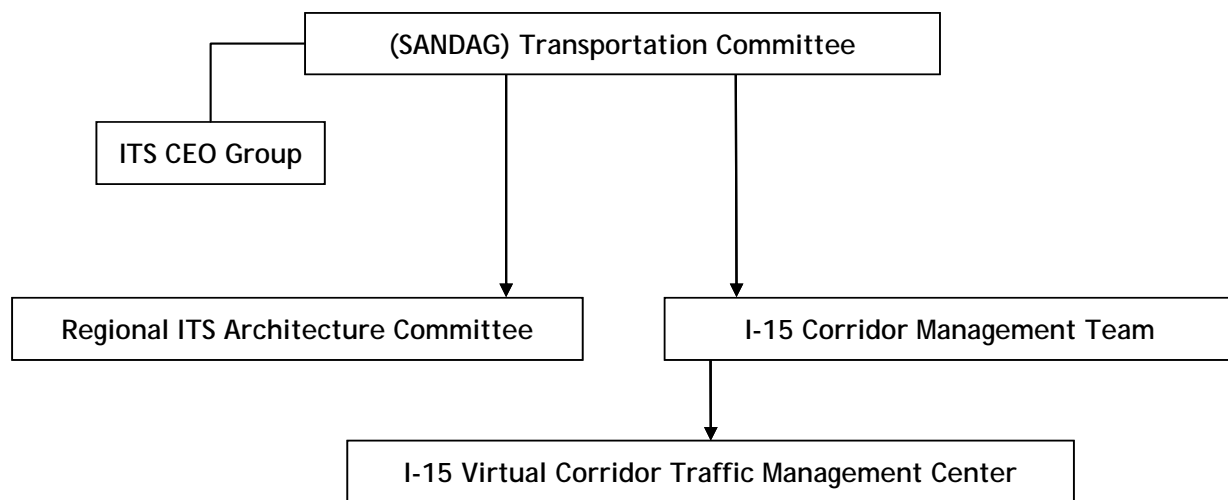 (SANDAG) Transportation Committee
ITS CEO Group
Regional ITS Architecture Committee
I-15 Corridor Management Team
I-15 Virtual Corridor Traffic Management Center